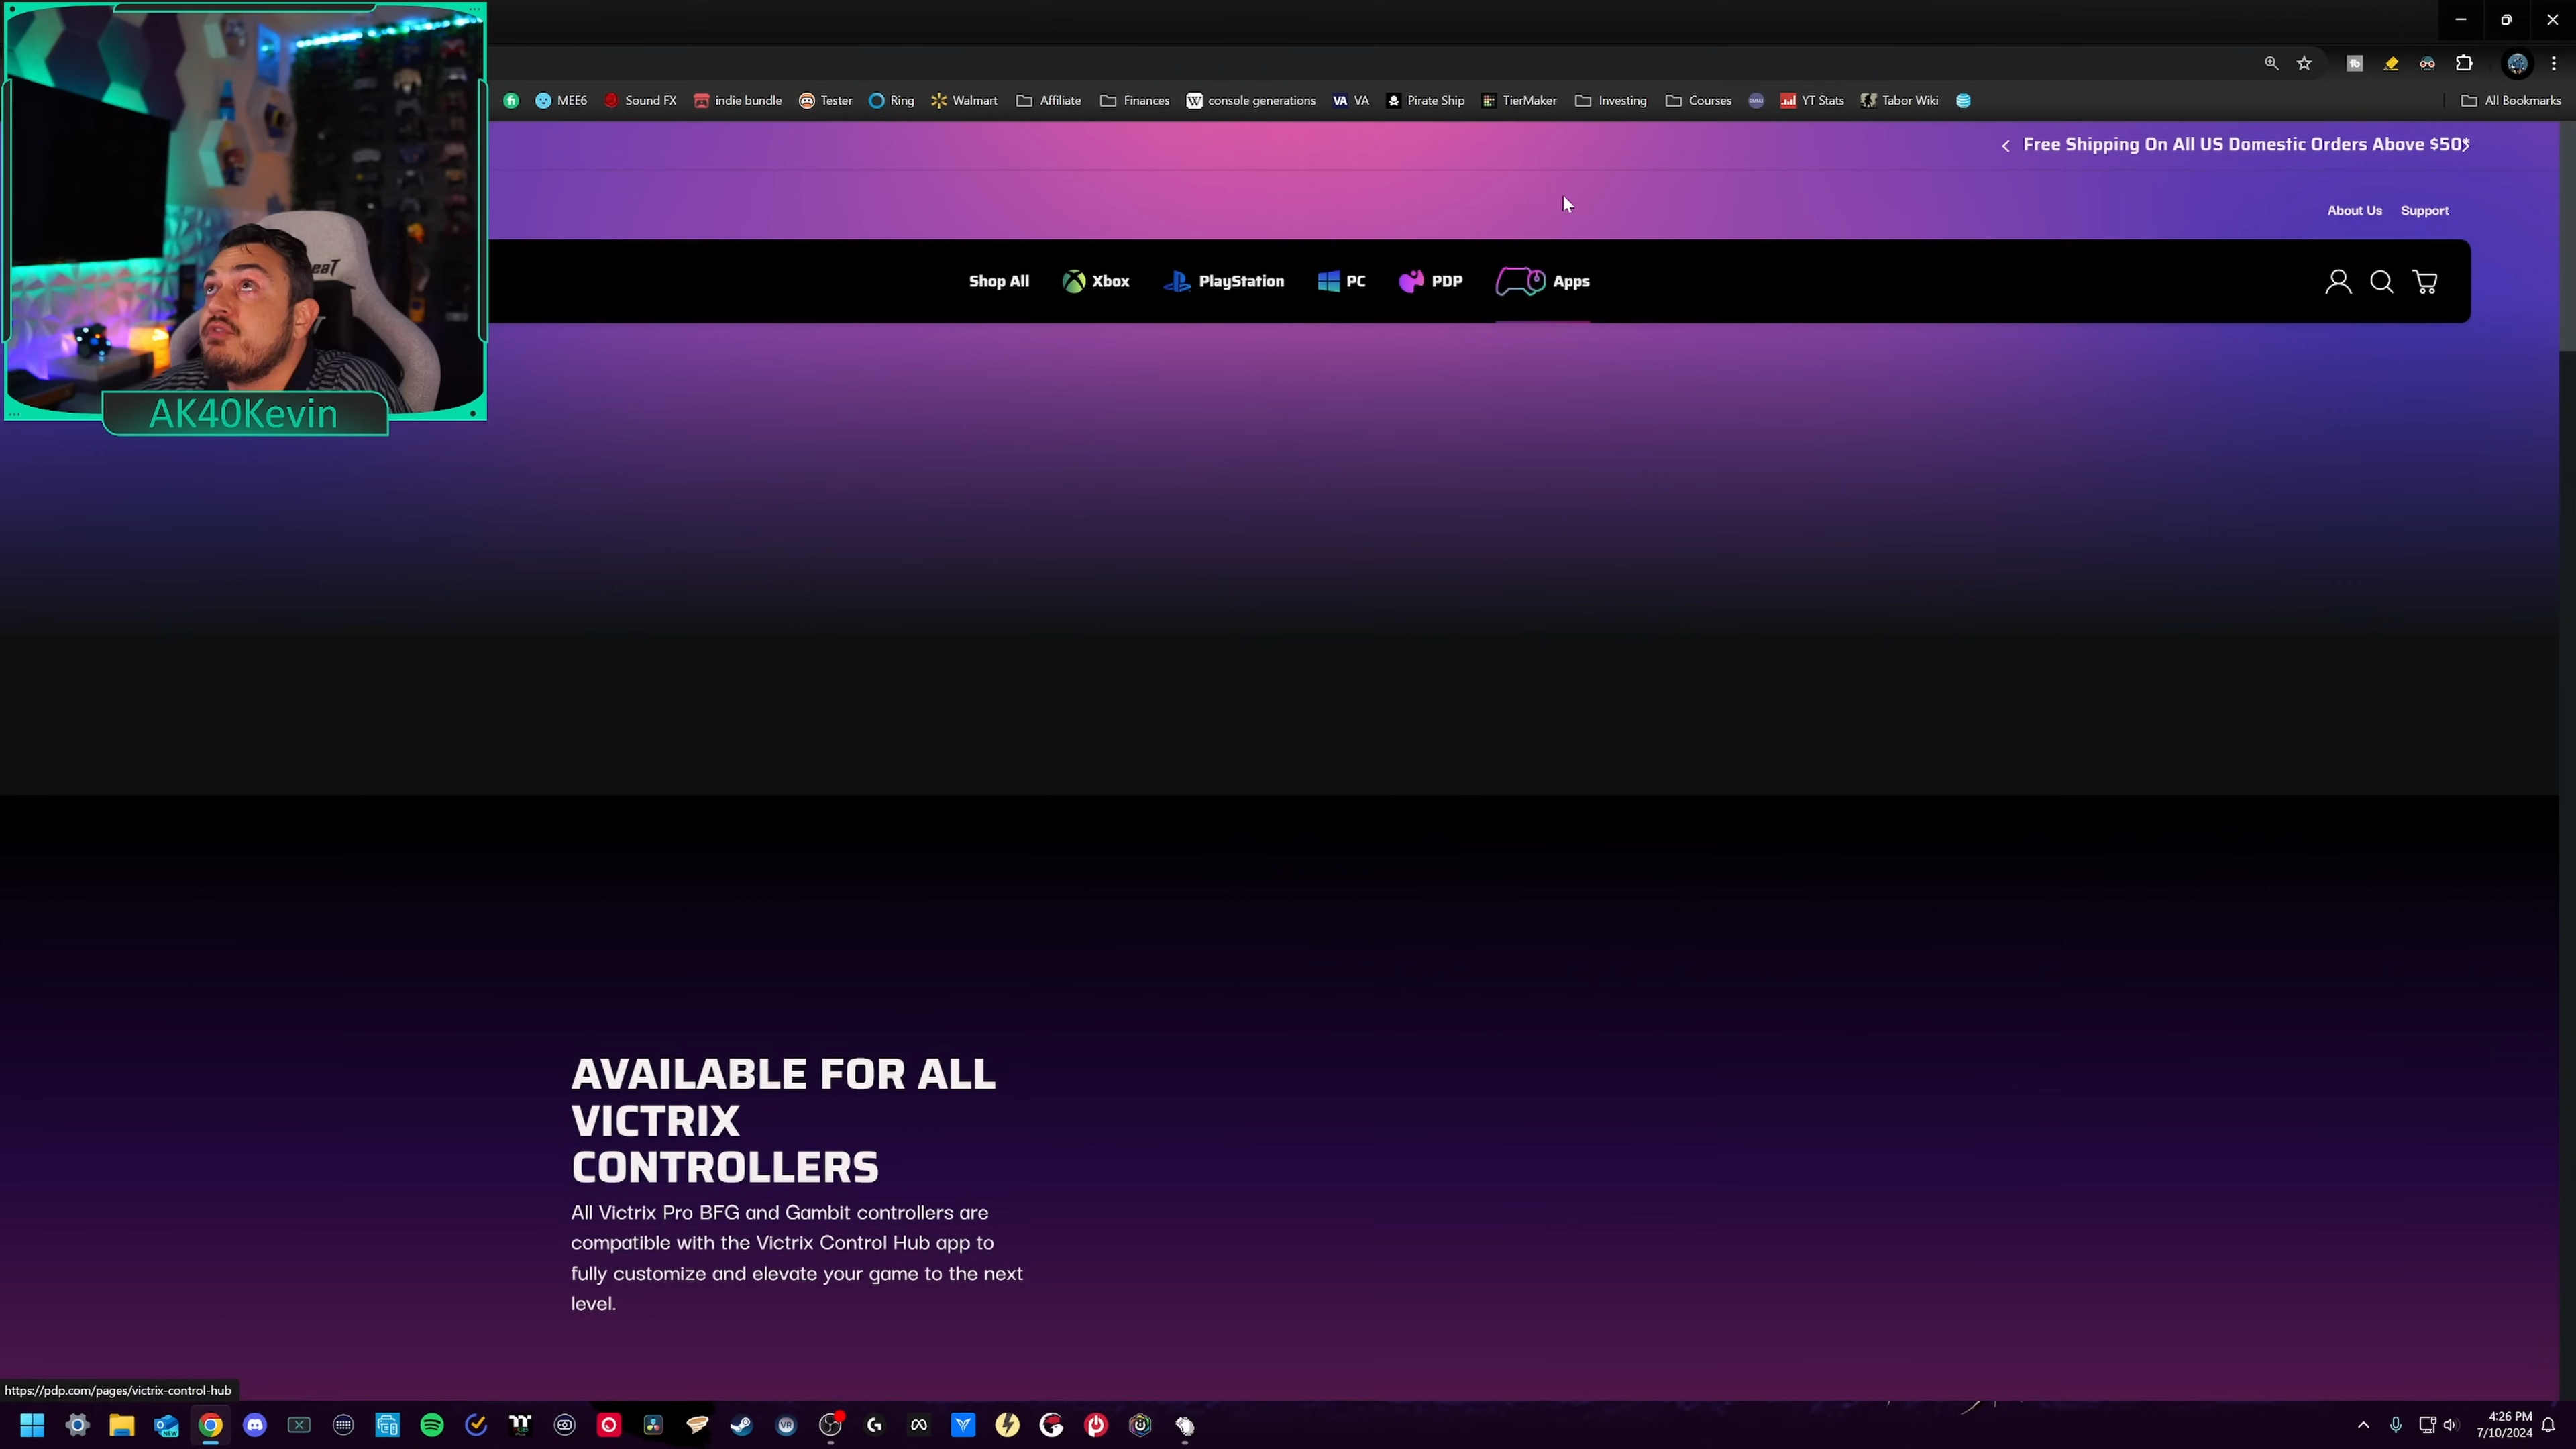 MEE6 Sound FX indie bundle Tester Ring Walmart Affiliate Finances console generations VA VA Pirate Ship TierMaker Investing Courses YT Stats Tabor Wiki All Bookmarks
Free Shipping On All US Domestic Orders Above $50*
About Us Support
Shop All Xbox PlayStation PC PDP Apps
AK40Kevin
AVAILABLE FOR ALL
VICTRIX
CONTROLLERS
All Victrix Pro BFG and Gambit controllers are
compatible with the Victrix Control Hub app to
fully customize and elevate your game to the next
level.
https://pdp.com/pages/victrix-control-hub
4:26 PM
7/10/2024